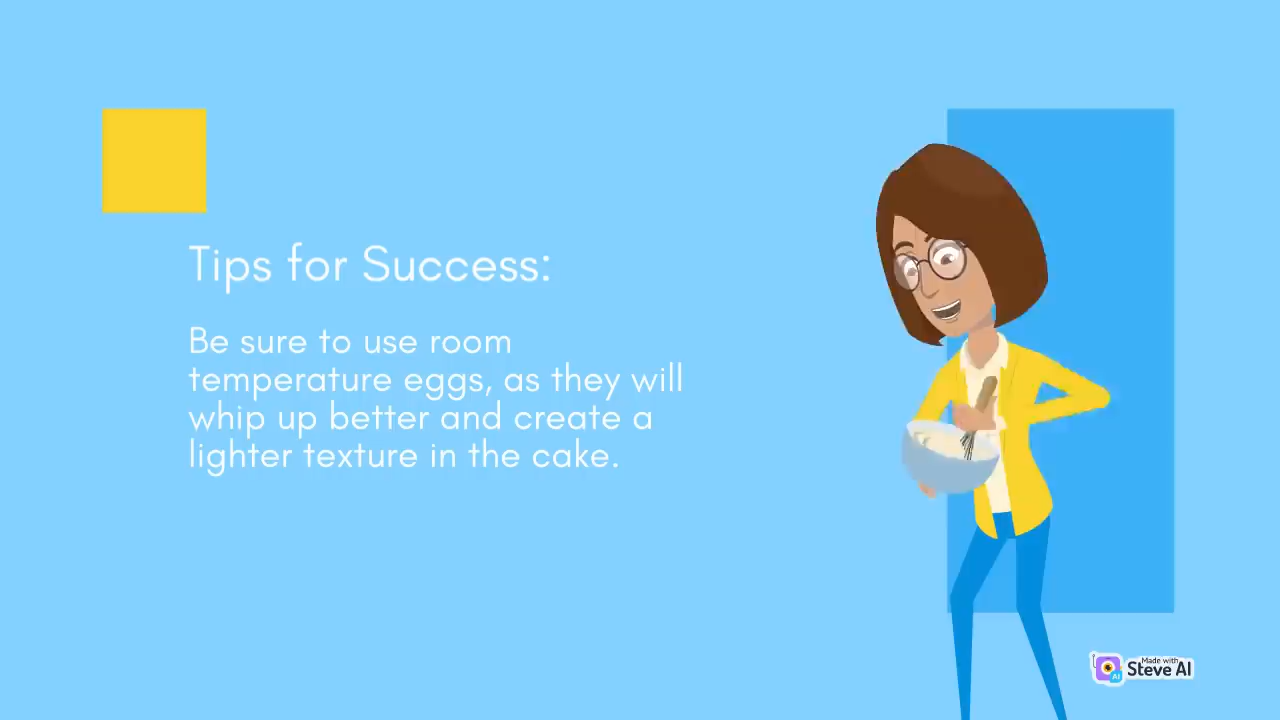 Tips for Success:
Be sure to use room
temperature eggs, as they will
whip up better and create a
lighter texture in the cake.
Made with
Steve AI
AI